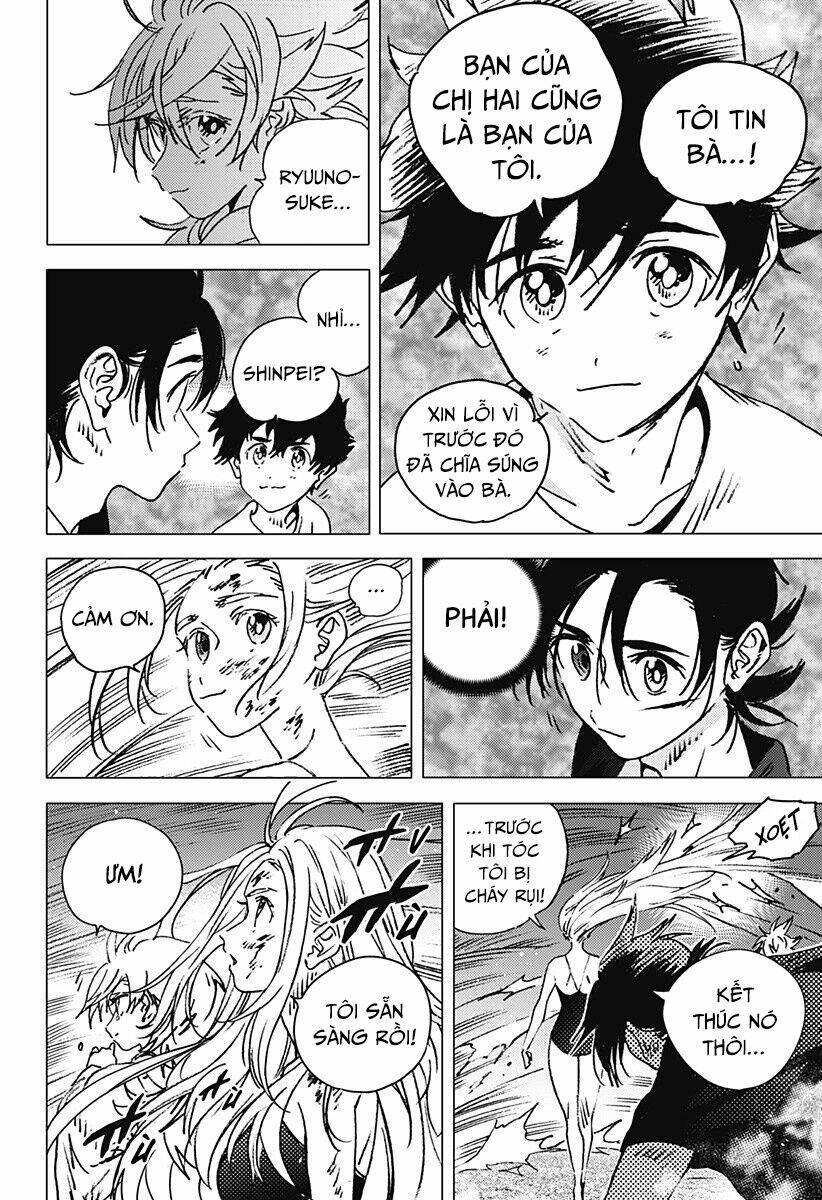 TÔI TIN
BÀ...!
BẠN CỦA
CHỊ HAI CŨNG
LÀ BẠN CỦA
TÔI.
XIN LỖI VÌ
TRƯỚC ĐÓ
ĐÃ CHĨA SÚNG
VÀO BÀ.
RYUUNO-
SUKE...
NHỈ...
SHINPEI?
PHẢI!
...
CẢM ƠN.
XOẸT
...TRƯỚC
KHI TÓC
TÔI BỊ
CHÁY RỤI!
KẾT
THÚC NÓ
THÔI...
ƯM!
TÔI SẴN
SÀNG RỒI!